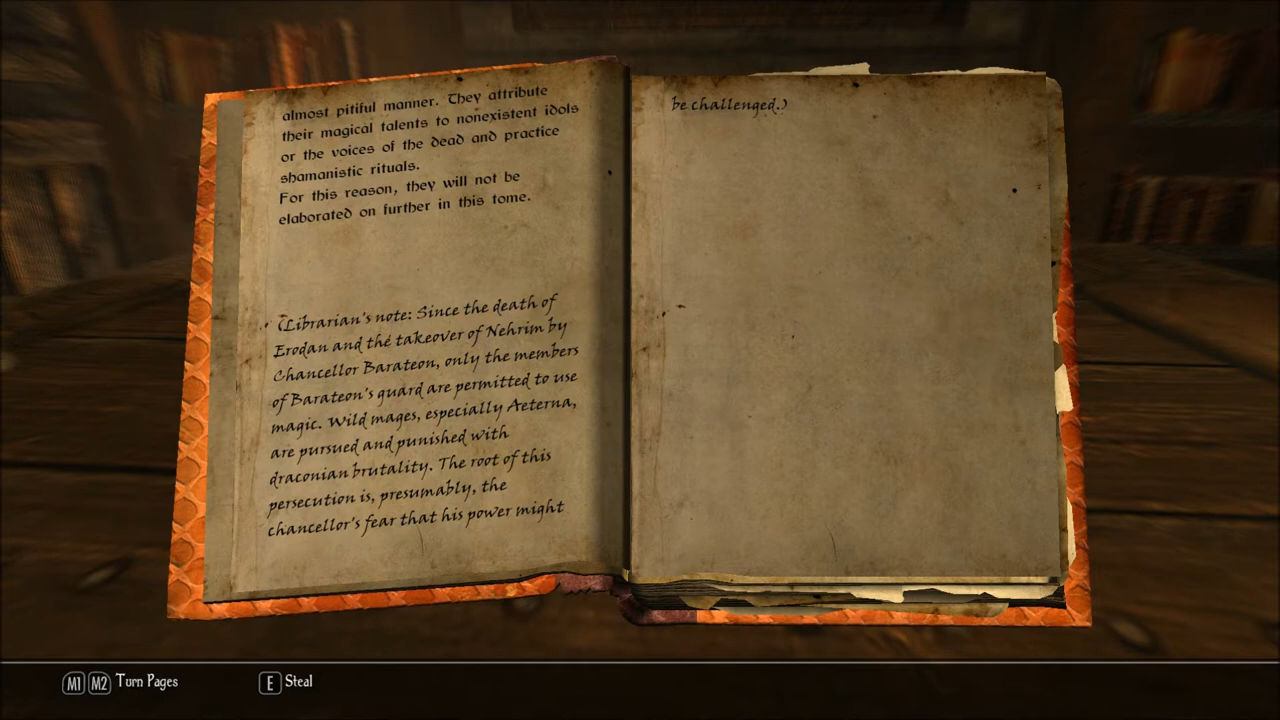 almost pitiful manner. They attribute
their magical talents to nonexistent idols
or the voices of the dead and practice
shamanistic rituals.
For this reason, they will not be
elaborated on further in this tome.
(Librarian's note: Since the death of
Erodan and the takeover of Nehrim by
Chancellor Barateon, only the members
of Barateon's guard are permitted to use
magic. Wild mages, especially Aeterna,
are pursued and punished with
draconian brutality. The root of this
persecution is, presumably, the
chancellor's fear that his power might
be challenged.)
M1 M2 Turn Pages
E Steal